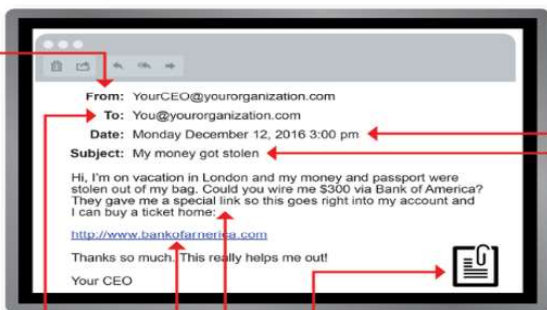 From: YourCEO@yourorganization.com
To: You@yourorganization.com
Date: Monday December 12, 2016 3:00 pm
Subject: My money got stolen
Hi, I'm on vacation in London and my money and passport were
stolen out of my bag. Could you wire me $300 via Bank of America?
They gave me a special link so this goes right into my account and
I can buy a ticket home:
http://www.bankofarnerica.com
Thanks so much. This really helps me out!
Your CEO